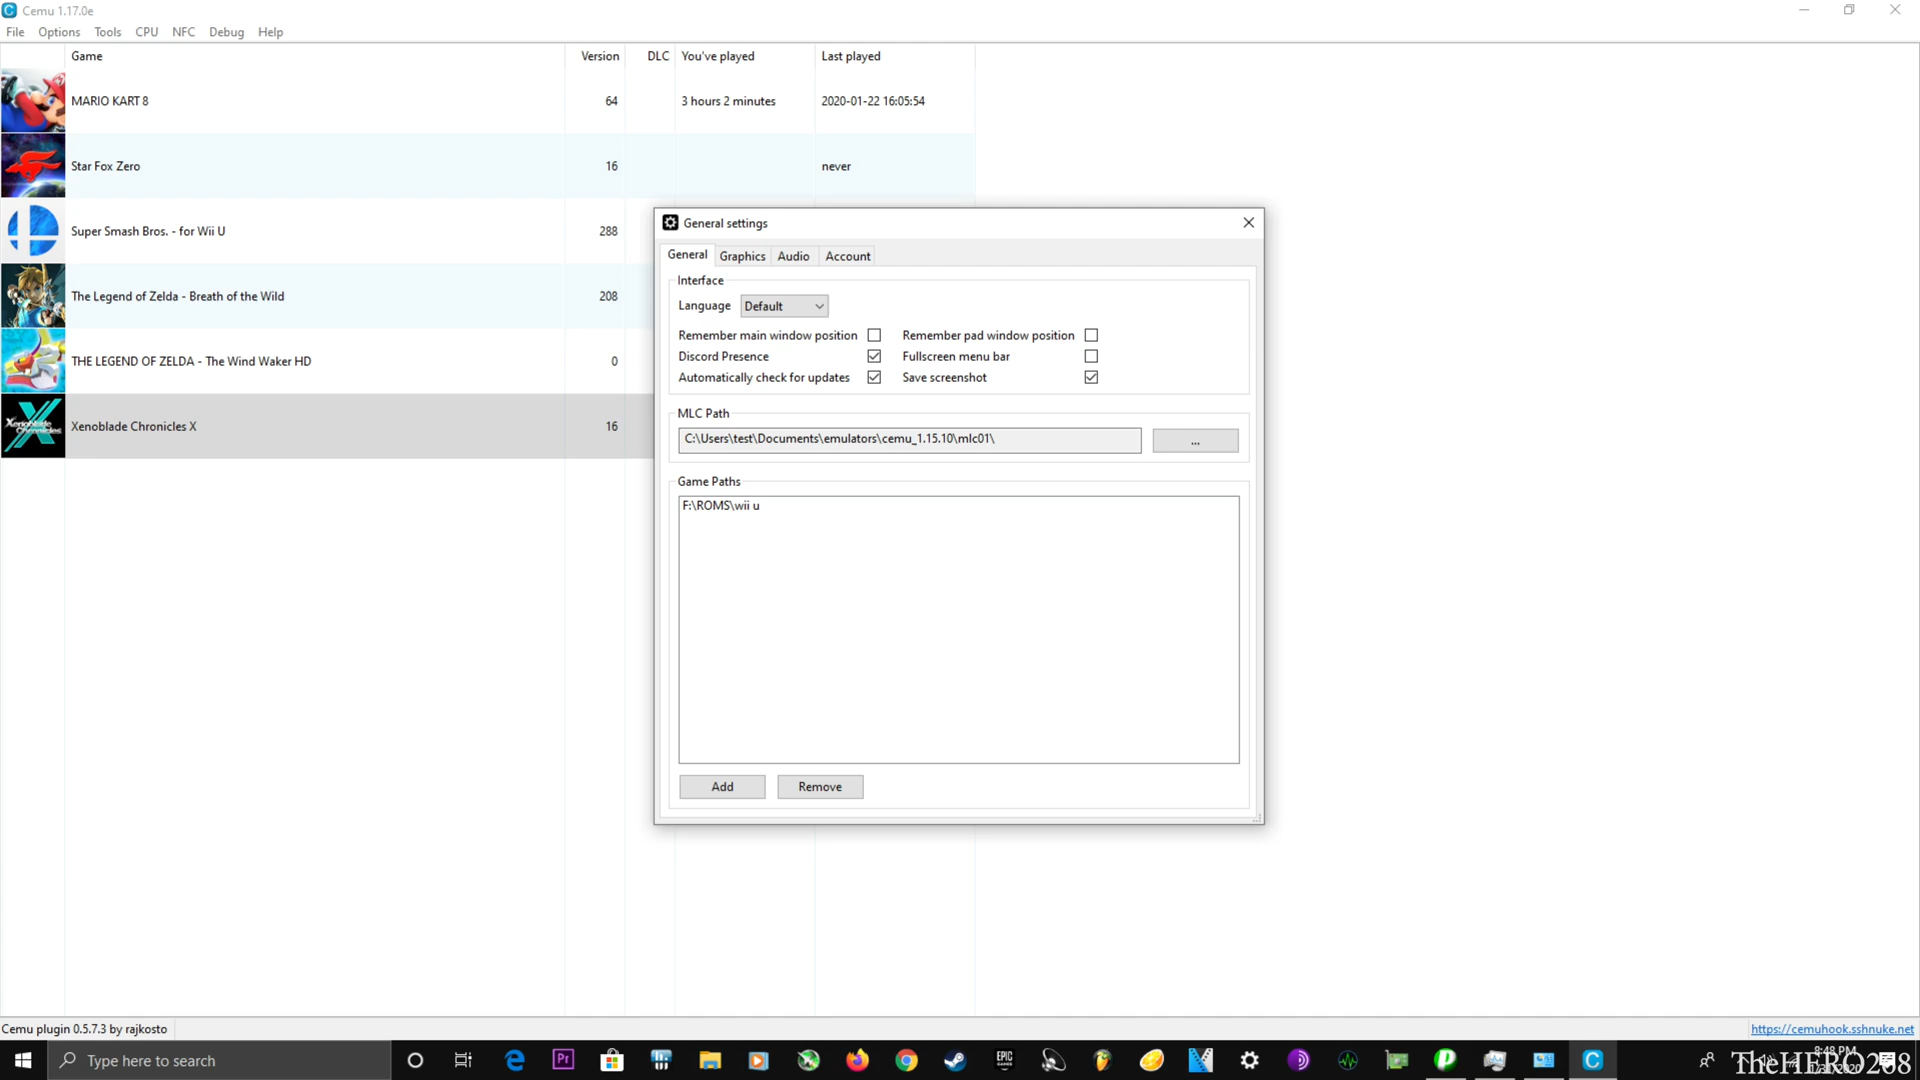 Cemu 1.17.0e
File Options Tools CPU NFC Debug Help
Game Version DLC You've played Last played
MARIO KART 8 64 3 hours 2 minutes 2020-01-22 16:05:54
Star Fox Zero 16 never
Super Smash Bros. - for Wii U 288
The Legend of Zelda - Breath of the Wild 208
THE LEGEND OF ZELDA - The Wind Waker HD 0
Xenoblade Chronicles X 16
General settings
General Graphics Audio Account
Interface
Language Default
Remember main window position Remember pad window position
Discord Presence Fullscreen menu bar
Automatically check for updates Save screenshot
MLC Path
C:\Users\test\Documents\emulators\cemu_1.15.10\mlc01\ ...
Game Paths
F:\ROMS\wii u
Add Remove
Cemu plugin 0.5.7.3 by rajkosto https://cemuhook.sshnuke.net
Type here to search
Pr
EPIC GAMES
8:48 PM
TheHERO268